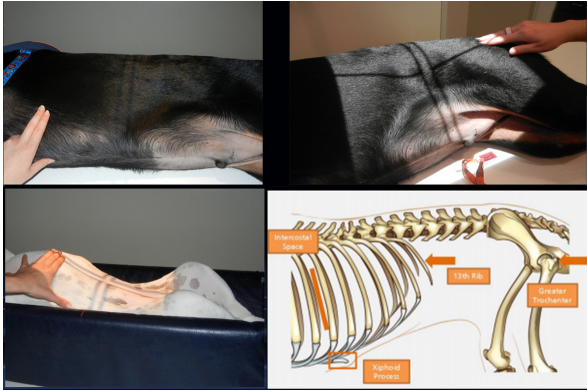 Intercostal
Space
13th Rib
Greater
Trochanter
Xiphoid
Process